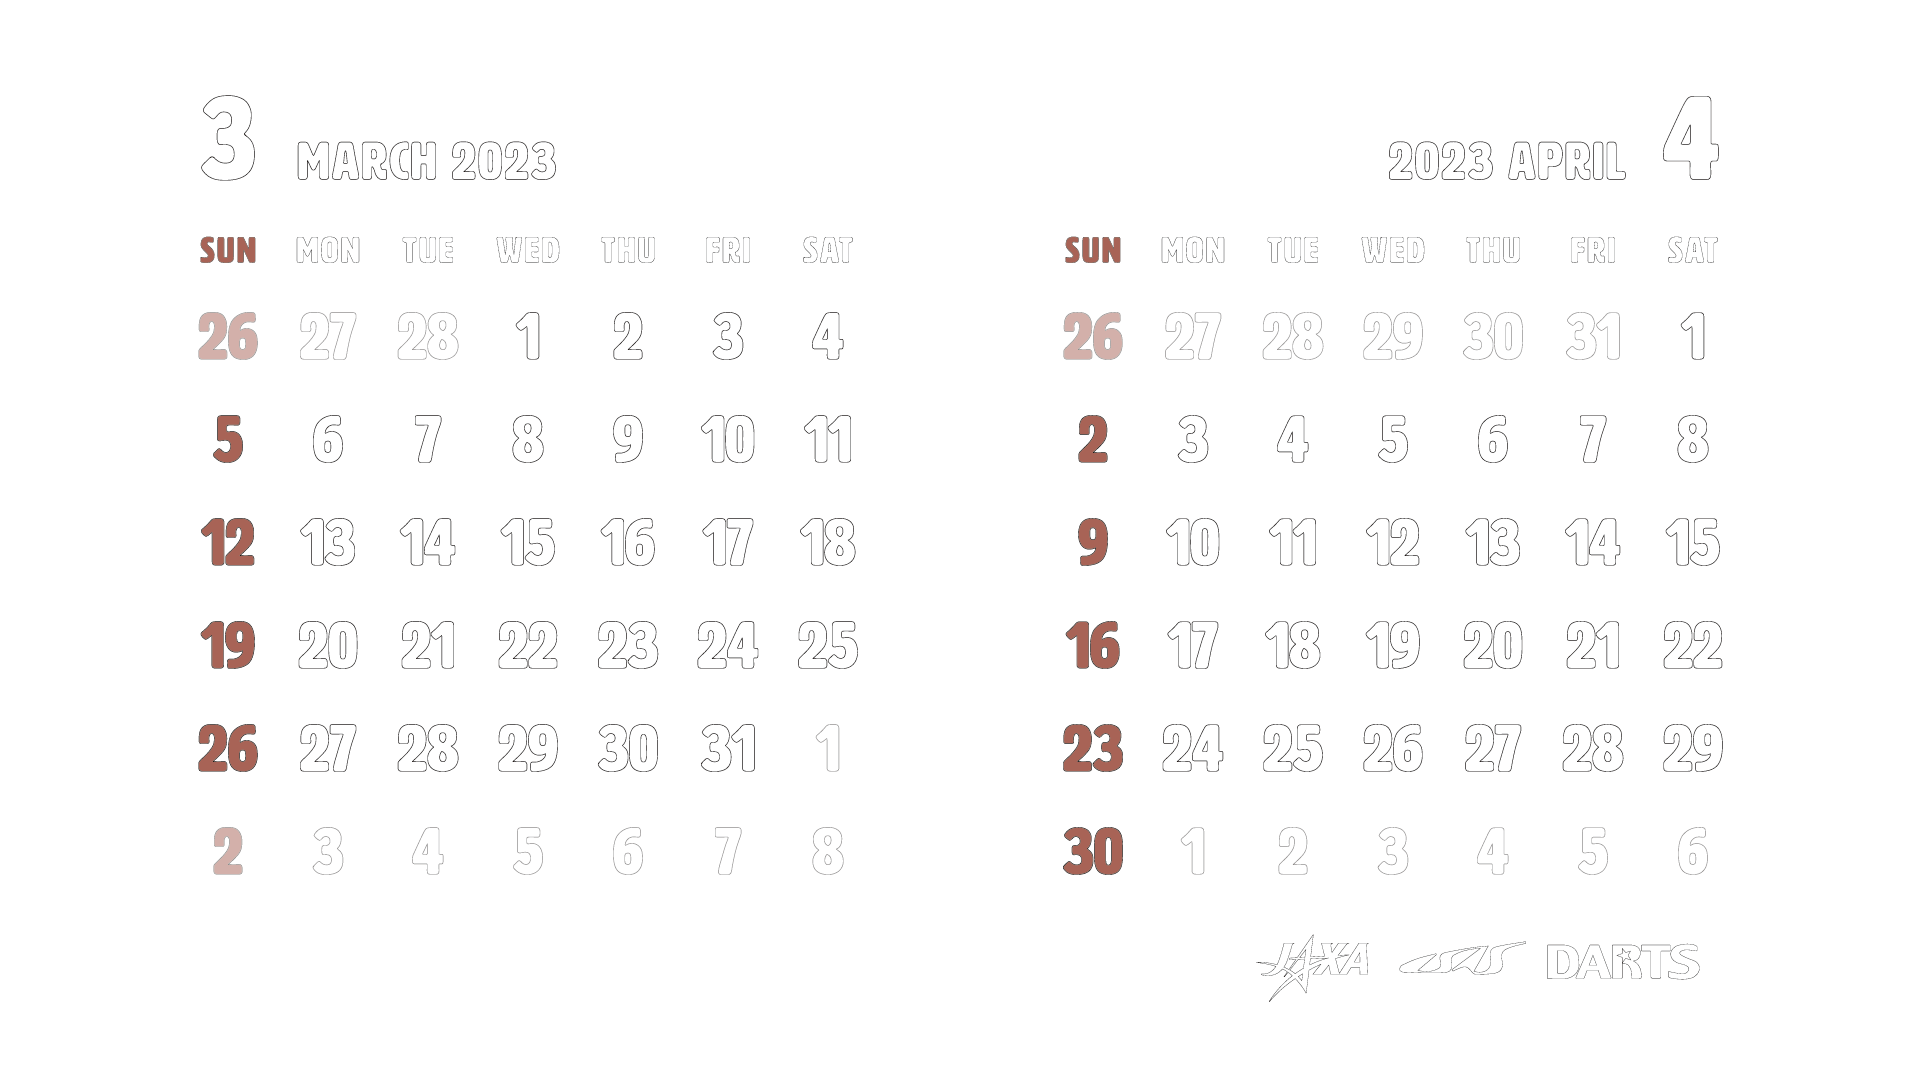 3 MARCH 2023
SUN MON TUE WED THU FRI SAT
26 27 28 1 2 3 4
5 6 7 8 9 10 11
12 13 14 15 16 17 18
19 20 21 22 23 24 25
26 27 28 29 30 31 1
2 3 4 5 6 7 8
2023 APRIL 4
SUN MON TUE WED THU FRI SAT
26 27 28 29 30 31 1
2 3 4 5 6 7 8
9 10 11 12 13 14 15
16 17 18 19 20 21 22
23 24 25 26 27 28 29
30 1 2 3 4 5 6
JAXA ISAS DARTS